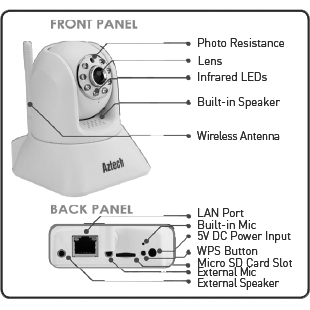 FRONT PANEL
Photo Resistance
Lens
Infrared LEDs
Built-in Speaker
Wireless Antenna
Aztech
BACK PANEL
LAN Port
Built-in Mic
5V DC Power Input
WPS Button
Micro SD Card Slot
External Mic
External Speaker